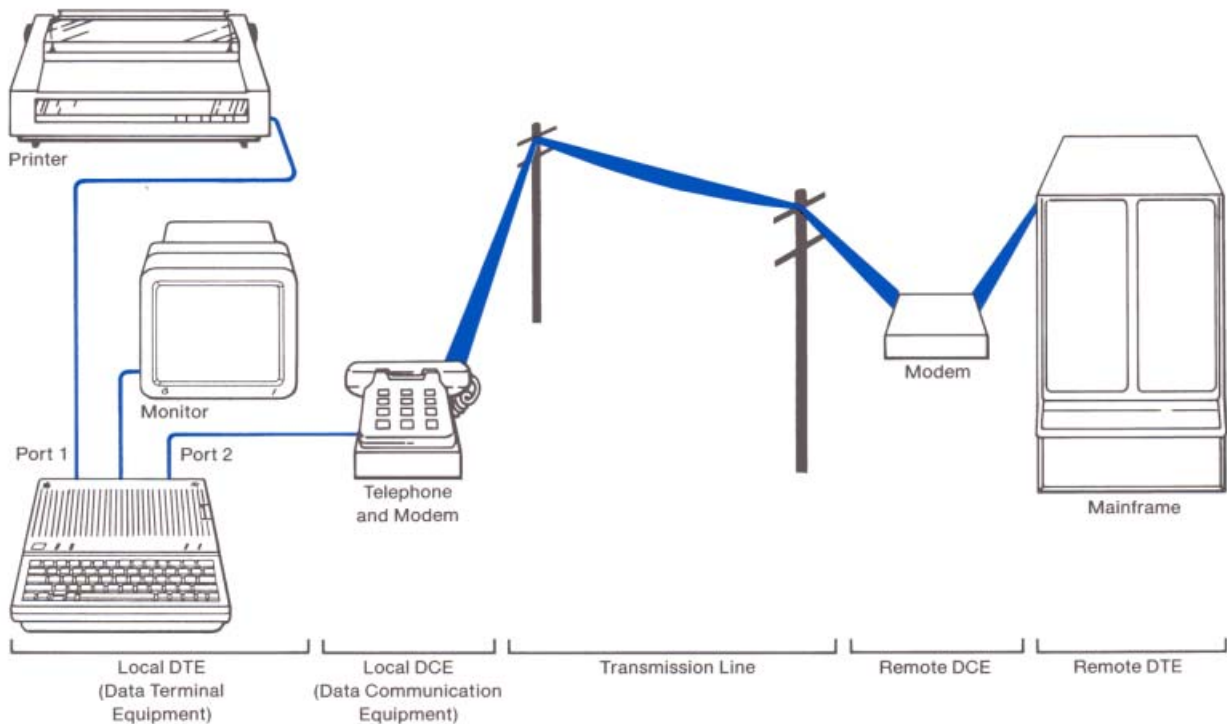 Printer
Monitor
Port 1
Port 2
Telephone
and Modem
Modem
Mainframe
Local DTE
(Data Terminal
Equipment)
Local DCE
(Data Communication
Equipment)
Transmission Line
Remote DCE
Remote DTE